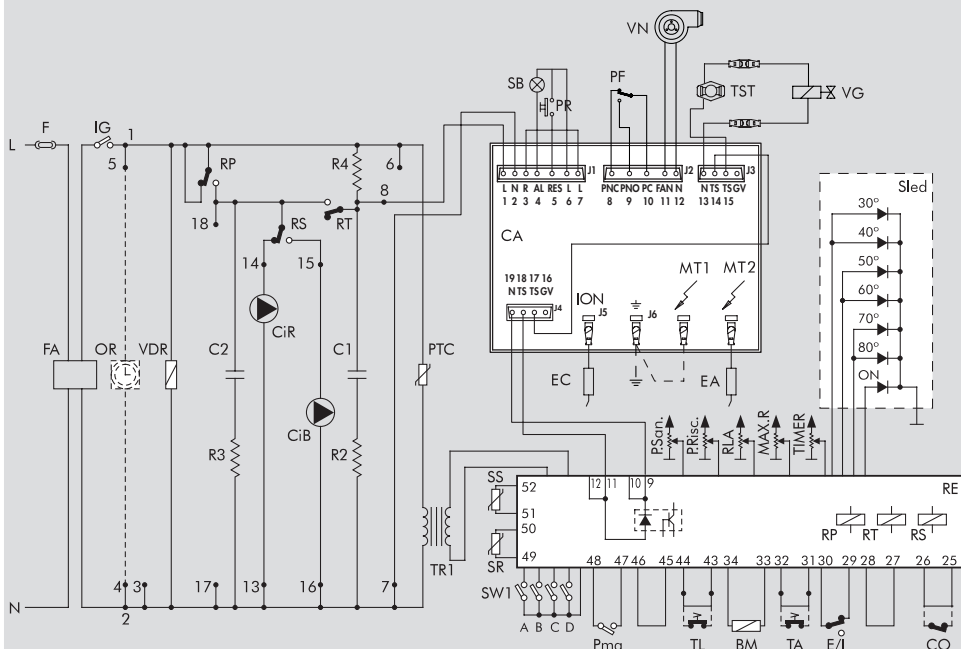 VN
SB
PR
PF
TST
VG
L
F
IG
1
5
RP
18
R4
6
8
RS
RT
14
15
CiR
CiB
FA
OR
VDR
C2
C1
PTC
R3
R2
TR1
N
4
3
2
17
13
16
7
J1
L N R AL RES L L
1 2 3 4 5 6 7
J2
PNC PNO PC FAN N
8 9 10 11 12
J3
N TS TS GV
13 14 15
CA
19 18 17 16
N TS TS GV
J4
ION
J5
J6
MT1
MT2
EC
EA
Sled
30°
40°
50°
60°
70°
80°
ON
P.San.
P.Risc.
RLA
MAX.R
TIMER
RE
SS
52
51
50
SR
49
12 11
10 9
RP
RT
RS
48 47 46 45 44 43 34 33 32 31 30 29 28 27 26 25
SW1
A B C D
Pmq
TL
BM
TA
E/I
CO